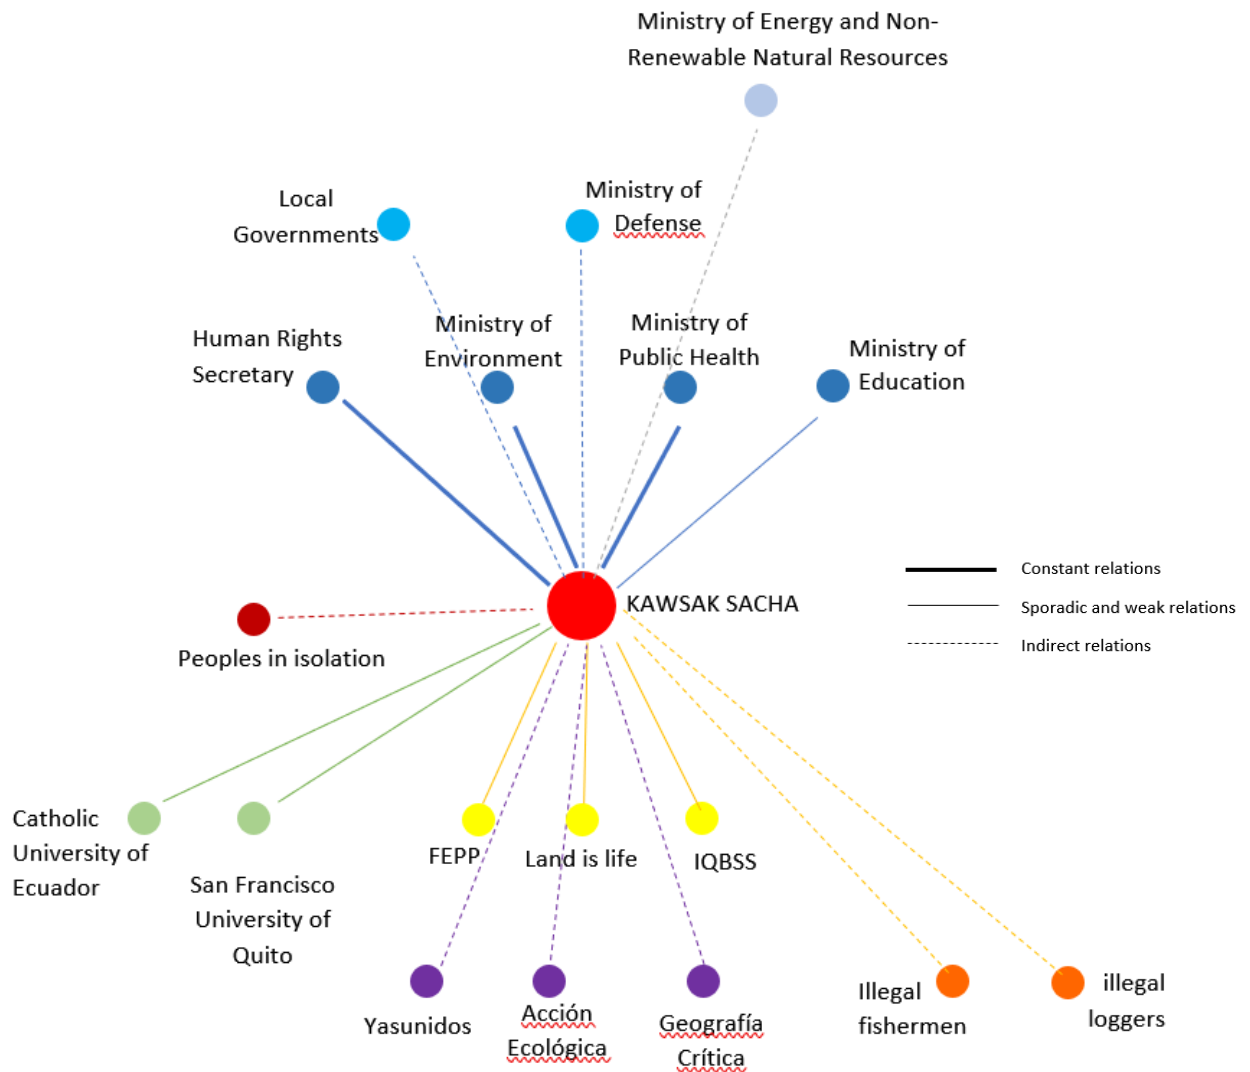 Ministry of Energy and Non-
Renewable Natural Resources
Local
Governments
Ministry of
Defense
Human Rights
Secretary
Ministry of
Environment
Ministry of
Public Health
Ministry of
Education
Constant relations
KAWSAK SACHA
Sporadic and weak relations
Indirect relations
Peoples in isolation
Catholic
University of
Ecuador
San Francisco
University of
Quito
FEPP
Land is life
IQBSS
Yasunidos
Acción
Ecológica
Geografía
Crítica
Illegal
fishermen
illegal
loggers